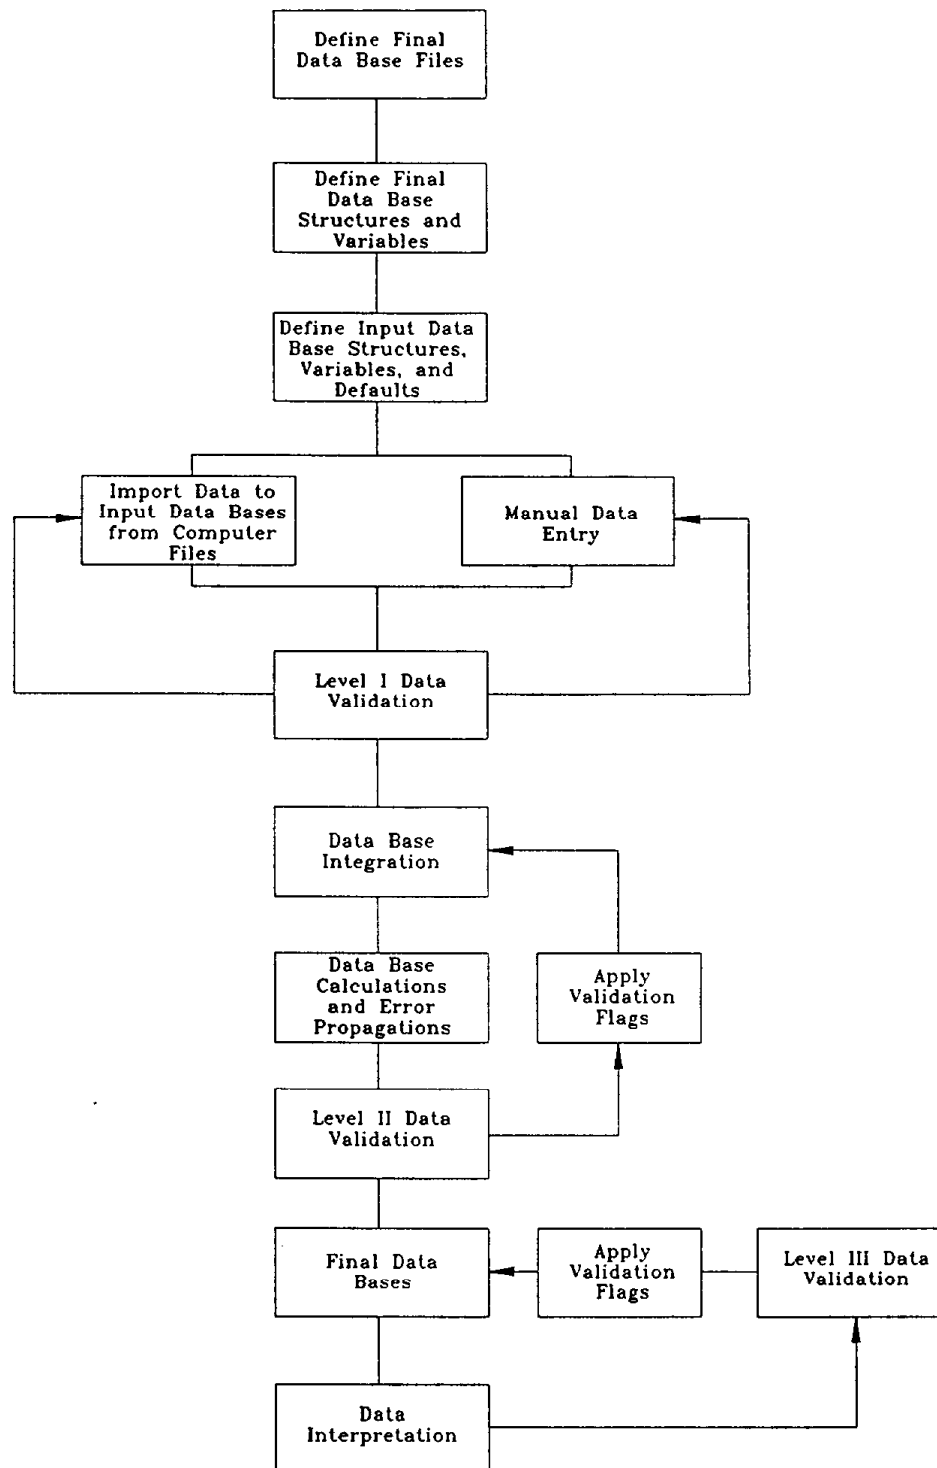 Define Final
Data Base Files
Define Final
Data Base
Structures and
Variables
Define Input Data
Base Structures,
Variables, and
Defaults
Import Data to
Input Data Bases
from Computer
Files
Manual Data
Entry
Level I Data
Validation
Data Base
Integration
Data Base
Calculations
and Error
Propagations
Apply
Validation
Flags
Level II Data
Validation
Final Data
Bases
Apply
Validation
Flags
Level III Data
Validation
Data
Interpretation